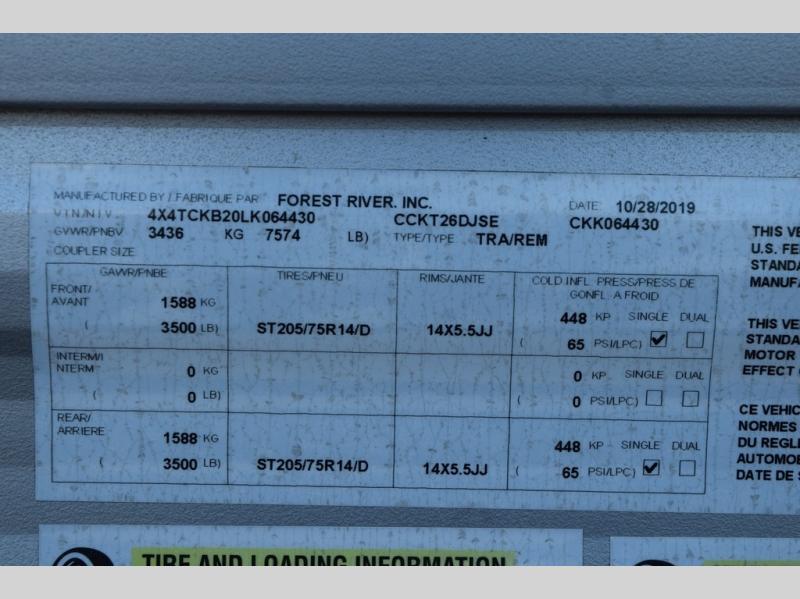 MANUFACTURED BY / FABRIQUE PAR FOREST RIVER, INC. DATE 10/28/2019
VIN/NIV 4X4TCKB20LK064430 CCKT26DJSE CKK064430
GVWR/PNBV 3436 KG 7574 LB) TYPE/TYPE TRA/REM
COUPLER SIZE
GAWR/PNBE TIRES/PNEU RIMS/JANTE COLD INFL PRESS/PRESS DE
GONFL A FROID
FRONT/
AVANT 1588 KG 448 KP SINGLE DUAL
( 3500 LB) ST205/75R14/D 14X5.5JJ ( 65 PSI/LPC)
INTERM/I
NTERM 0 KG 0 KP SINGLE DUAL
( 0 LB) ( 0 PSI/LPC)
REAR/
ARRIERE 1588 KG 448 KP SINGLE DUAL
( 3500 LB) ST205/75R14/D 14X5.5JJ ( 65 PSI/LPC)
THIS VE
U.S. FE
STANDA
MANUFA
THIS VE
STANDA
MOTOR
EFFECT
CE VEHIC
NORMES
DU REGLE
AUTOMOB
DATE DE S
TIRE AND LOADING INFORMATION